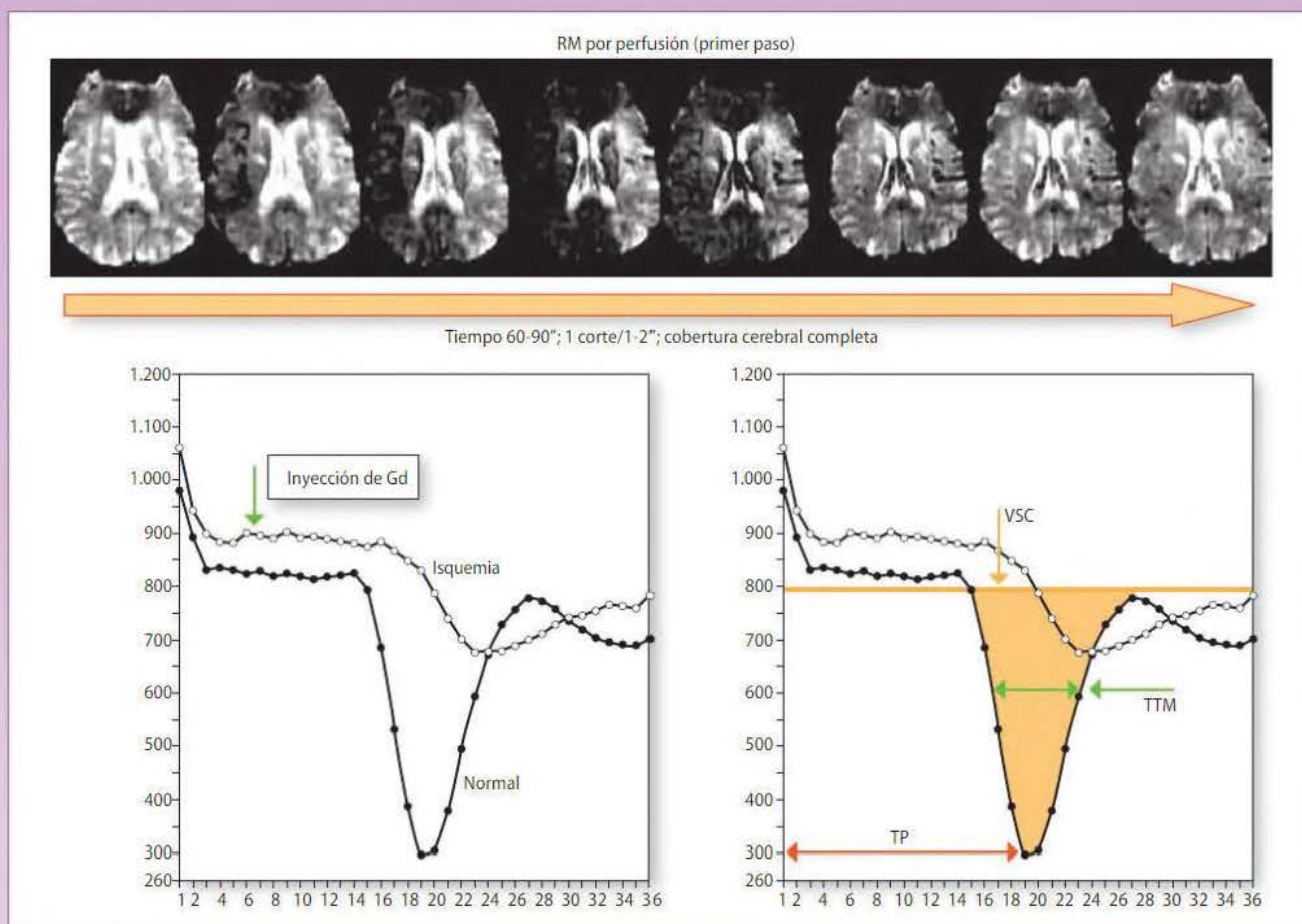 RM por perfusión (primer paso)
Tiempo 60-90"; 1 corte/1-2"; cobertura cerebral completa
1.200
1.100
1.000
900
800
700
600
500
400
300
260
Inyección de Gd
Isquemia
Normal
1 2 4 6 8 10 12 14 16 18 20 22 24 26 28 30 32 34 36
1.200
1.100
1.000
900
800
700
600
500
400
300
260
VSC
TTM
TP
1 2 4 6 8 10 12 14 16 18 20 22 24 26 28 30 32 34 36